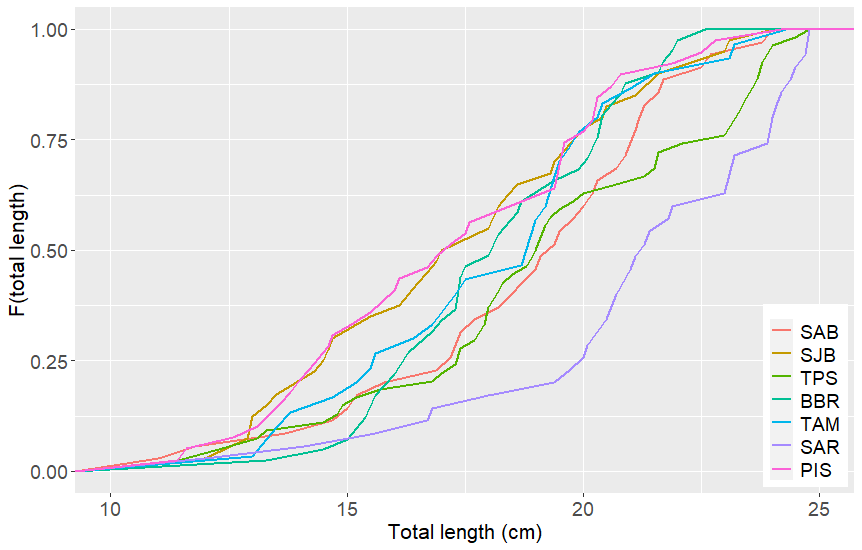 1.00
0.75
0.50
0.25
0.00
F(total length)
10
15
20
25
Total length (cm)
SAB
SJB
TPS
BBR
TAM
SAR
PIS